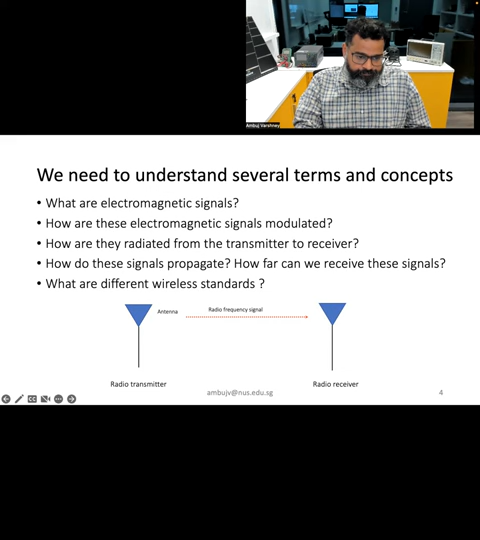 Ambuj Varshney
We need to understand several terms and concepts
• What are electromagnetic signals?
• How are these electromagnetic signals modulated?
• How are they radiated from the transmitter to receiver?
• How do these signals propagate? How far can we receive these signals?
• What are different wireless standards ?
Antenna
Radio frequency signal
Radio transmitter
Radio receiver
ambujv@nus.edu.sg
4